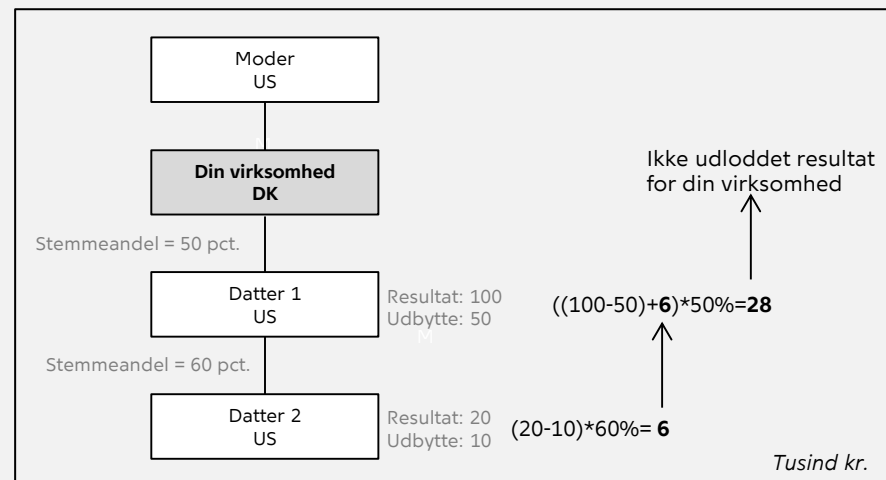 Moder
US
Din virksomhed
DK
Ikke udloddet resultat
for din virksomhed
Stemmeandel = 50 pct.
Datter 1
US
Resultat: 100
Udbytte: 50
((100-50)+6)*50%=28
M
Stemmeandel = 60 pct.
Datter 2
US
Resultat: 20
Udbytte: 10
(20-10)*60%= 6
Tusind kr.